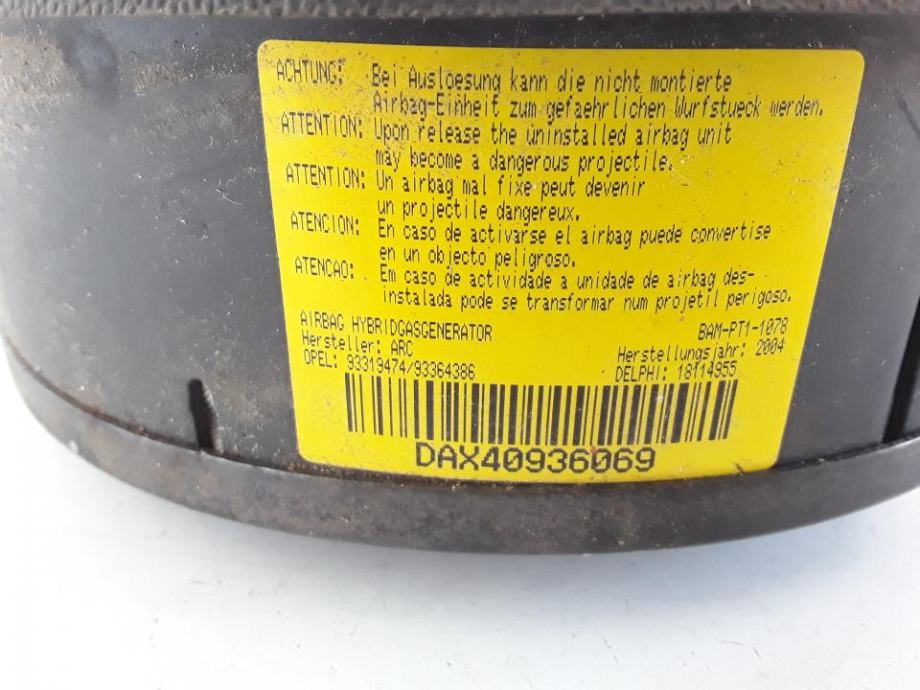 ACHTUNG: Bei Ausloesung kann die nicht montierte
Airbag-Einheit zum gefaehrlichen Wurfstueck werden.
ATTENTION: Upon release the uninstalled airbag unit
may become a dangerous projectile.
ATTENTION: Un airbag mal fixe peut devenir
un projectile dangereux.
ATENCION: En caso de activarse el airbag puede convertise
en un objecto peligroso.
ATENCAO: Em caso de actividade a unidade de airbag des-
instalada pode se transformar num projetil perigoso.
AIRBAG HYBRIDGASGENERATOR BAM-PT1-1078
Hersteller: ARC Herstellungsjahr: 2004
OPEL: 93319474/93364386 DELPHI: 18114955
DAX40936069